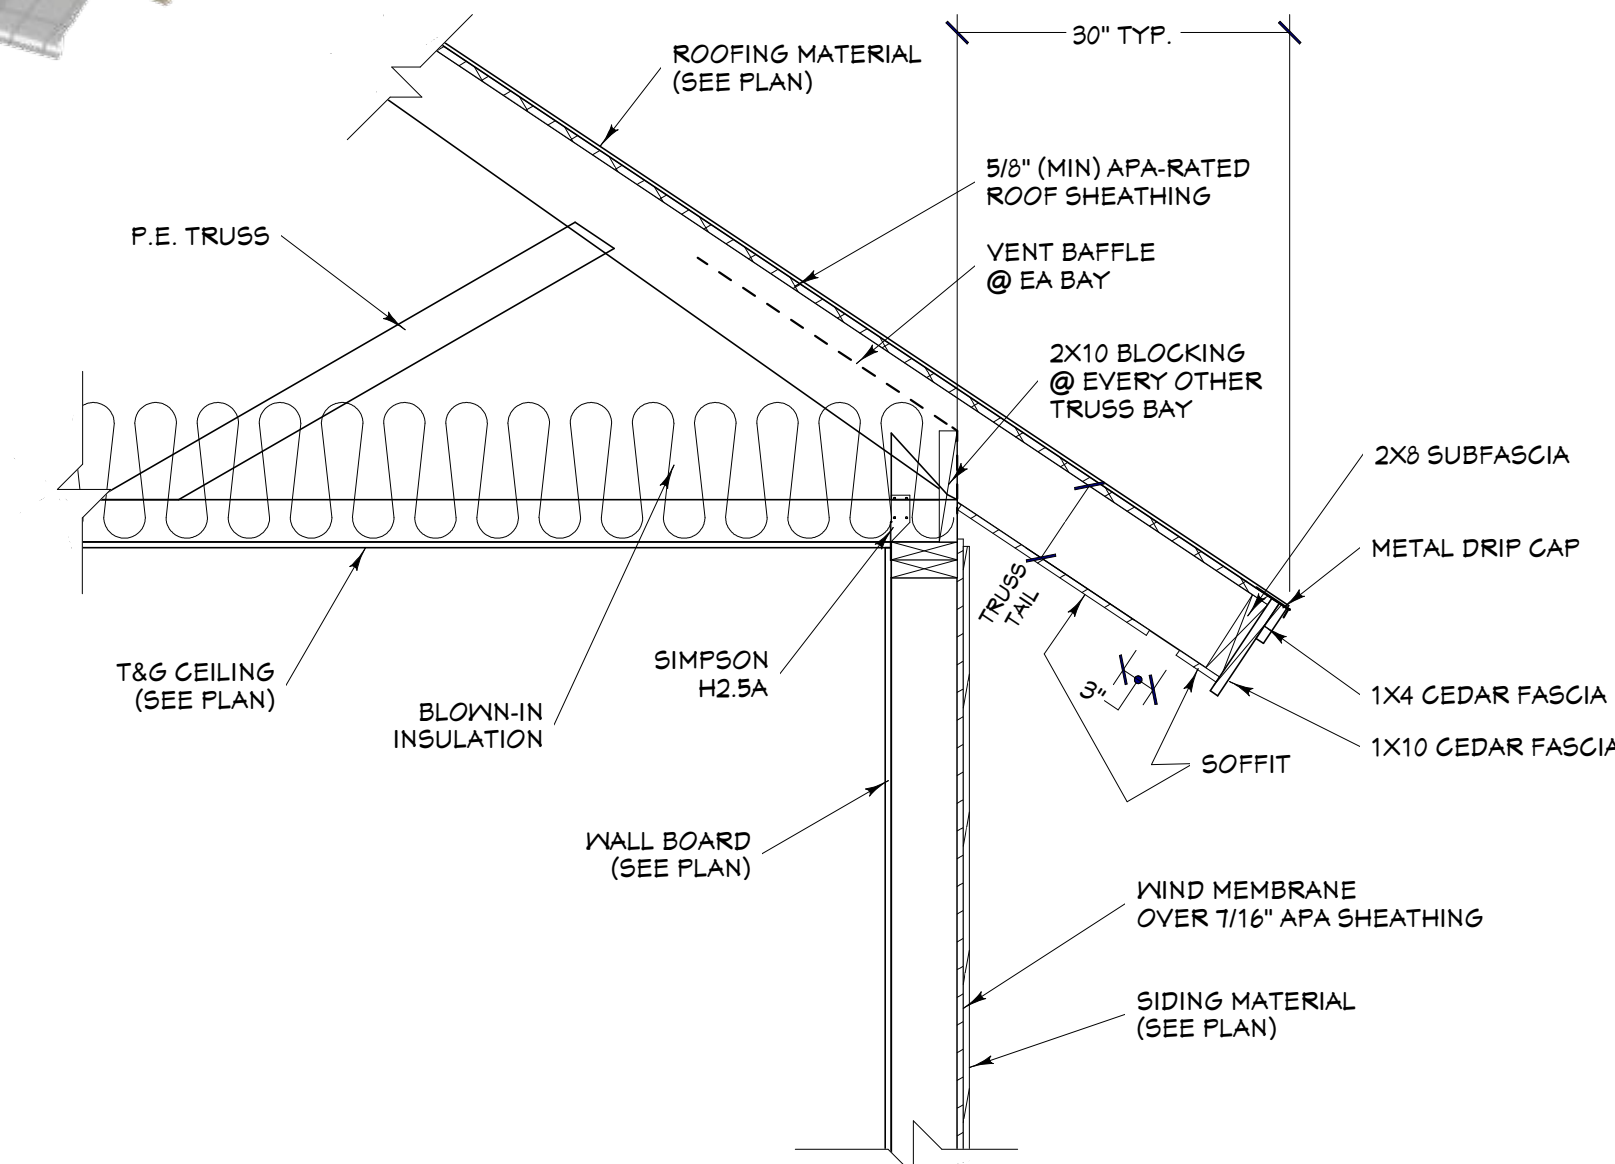 30" TYP.
ROOFING MATERIAL
(SEE PLAN)
5/8" (MIN) APA-RATED
ROOF SHEATHING
P.E. TRUSS
VENT BAFFLE
@ EA BAY
2X10 BLOCKING
@ EVERY OTHER
TRUSS BAY
2X8 SUBFASCIA
METAL DRIP CAP
TRUSS
TAIL
T&G CEILING
(SEE PLAN)
SIMPSON
H2.5A
3"
1X4 CEDAR FASCIA
BLOWN-IN
INSULATION
1X10 CEDAR FASCIA
SOFFIT
WALL BOARD
(SEE PLAN)
WIND MEMBRANE
OVER 7/16" APA SHEATHING
SIDING MATERIAL
(SEE PLAN)